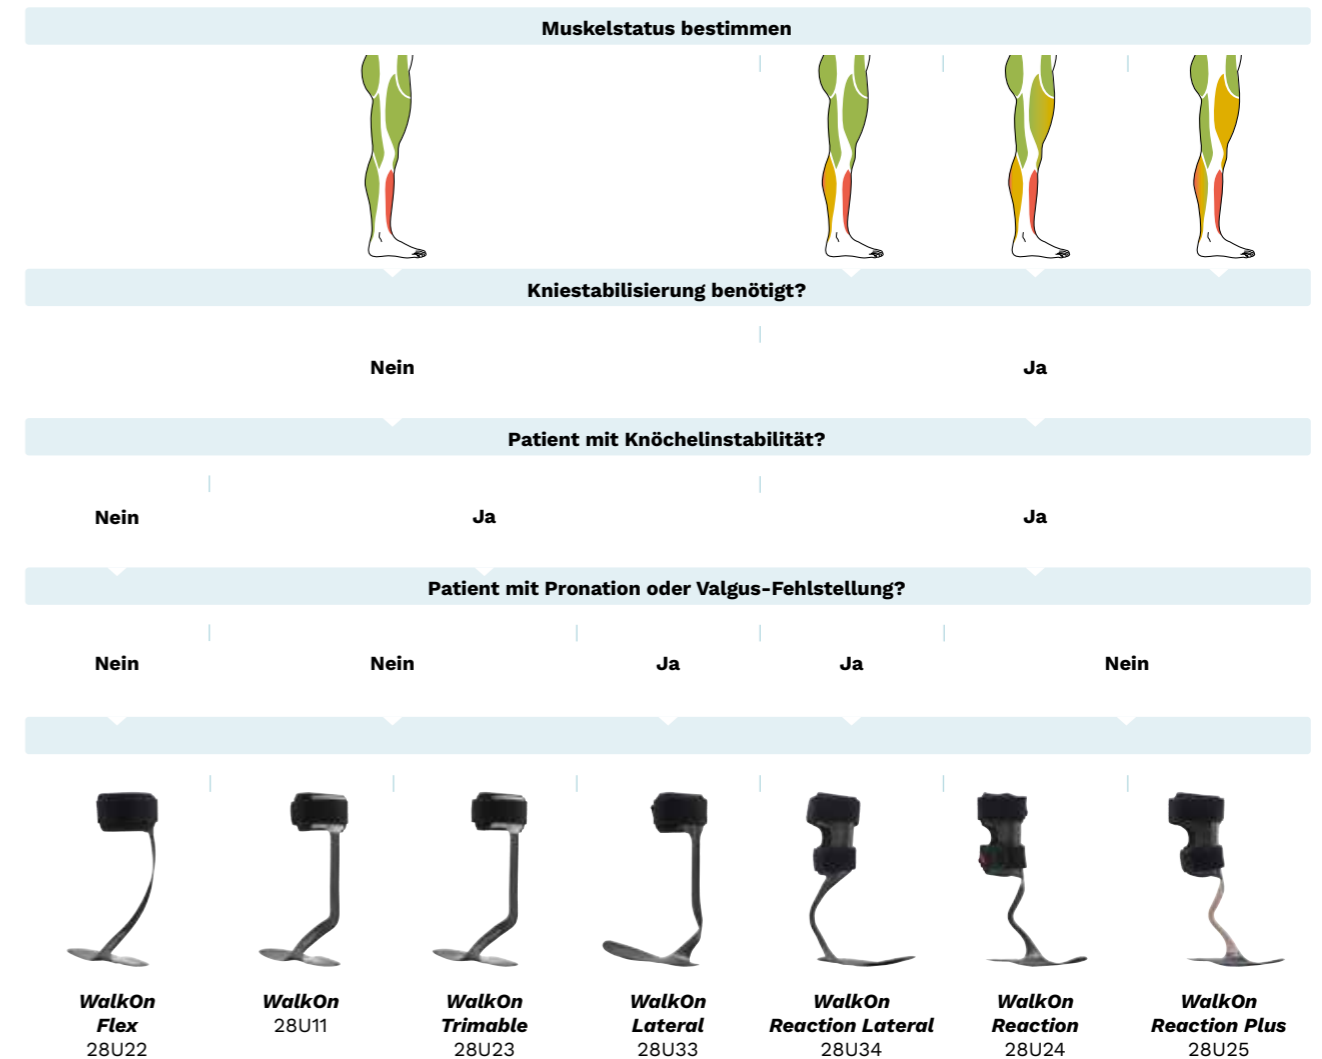 Muskelstatus bestimmen
Kniestabilisierung benötigt?
Nein
Ja
Patient mit Knöchelinstabilität?
Nein
Ja
Ja
Patient mit Pronation oder Valgus-Fehlstellung?
Nein
Nein
Ja
Ja
Nein
WalkOn
Flex
28U22
WalkOn
28U11
WalkOn
Trimable
28U23
WalkOn
Lateral
28U33
WalkOn
Reaction Lateral
28U34
WalkOn
Reaction
28U24
WalkOn
Reaction Plus
28U25